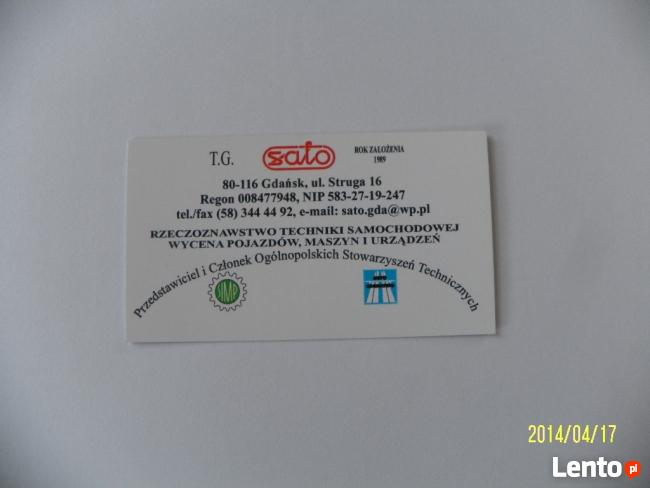 T.G. sato ROK ZAŁOŻENIA
1989
80-116 Gdańsk, ul. Struga 16
Regon 008477948, NIP 583-27-19-247
tel./fax (58) 344 44 92, e-mail: sato.gda@wp.pl
RZECZOZNAWSTWO TECHNIKI SAMOCHODOWEJ
WYCENA POJAZDÓW, MASZYN I URZĄDZEŃ
Przedstawiciel i Członek Ogólnopolskich Stowarzyszeń Technicznych
SIMP
2014/04/17
Lento.pl